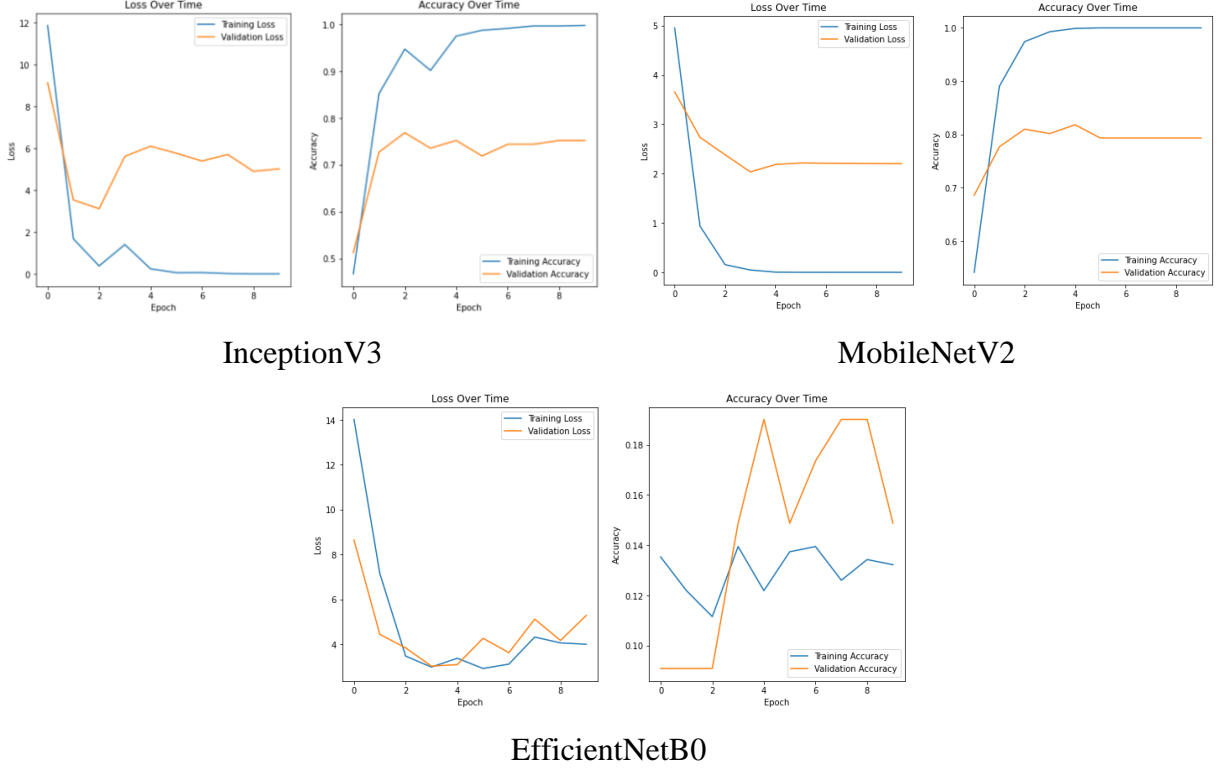 Loss Over Time
Accuracy Over Time
12
10
8
6
4
2
0
Loss
Training Loss
Validation Loss
0 2 4 6 8
Epoch
1.0
0.9
0.8
0.7
0.6
0.5
Accuracy
Training Accuracy
Validation Accuracy
0 2 4 6 8
Epoch
InceptionV3
Loss Over Time
Accuracy Over Time
5
4
3
2
1
0
Loss
Training Loss
Validation Loss
0 2 4 6 8
Epoch
1.0
0.9
0.8
0.7
0.6
Accuracy
Training Accuracy
Validation Accuracy
0 2 4 6 8
Epoch
MobileNetV2
Loss Over Time
Accuracy Over Time
14
12
10
8
6
4
Loss
Training Loss
Validation Loss
0 2 4 6 8
Epoch
0.18
0.16
0.14
0.12
0.10
Accuracy
Training Accuracy
Validation Accuracy
0 2 4 6 8
Epoch
EfficientNetB0